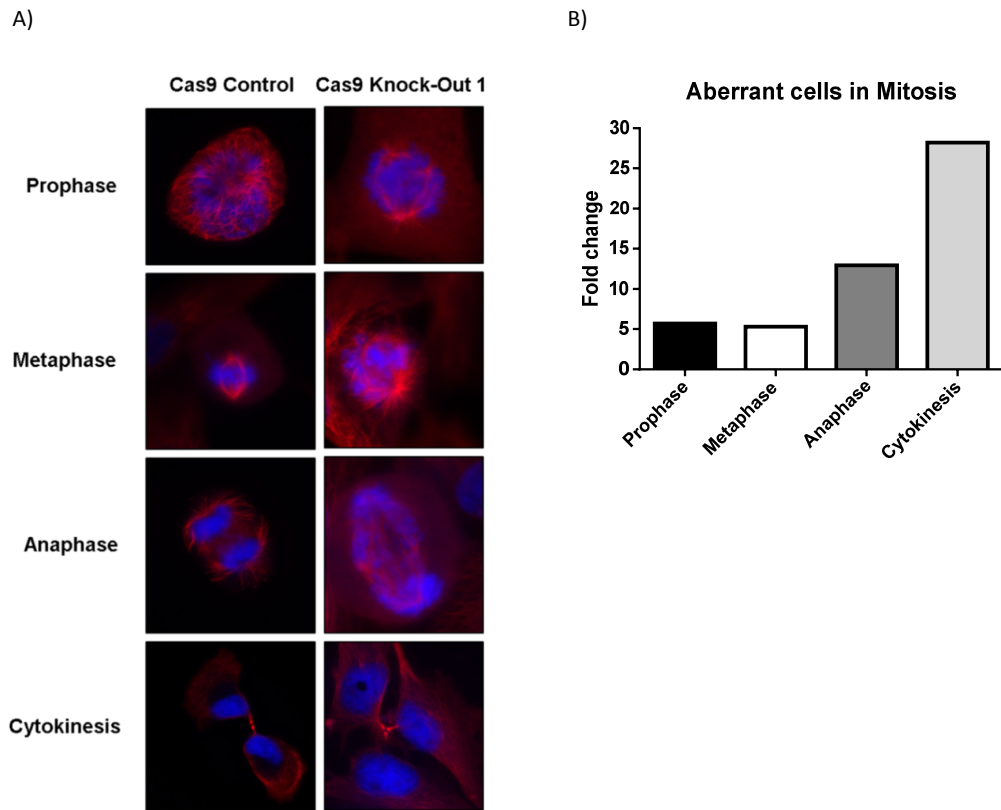 A)
Cas9 Control Cas9 Knock-Out 1
Prophase
Metaphase
Anaphase
Cytokinesis
B)
Aberrant cells in Mitosis
Fold change
30
25
20
15
10
5
0
Prophase
Metaphase
Anaphase
Cytokinesis